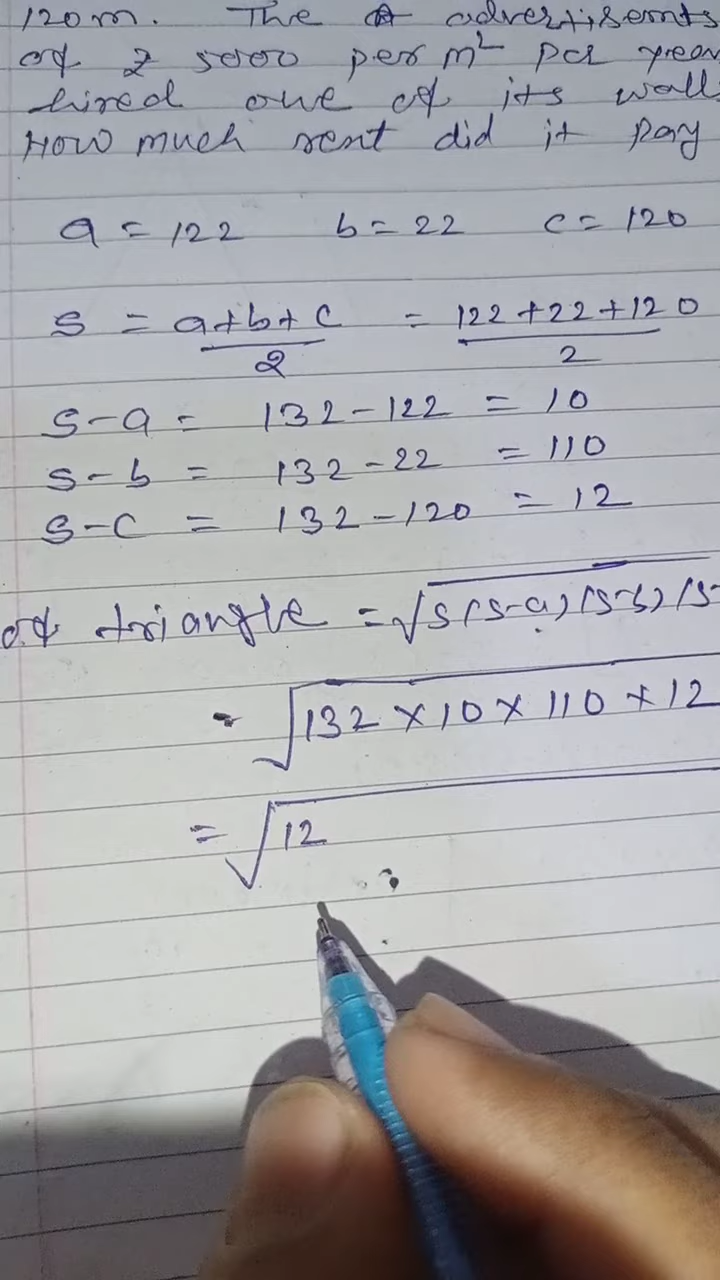 120m. The advertisemts
of ₹ 5000 per m² per year
hired one of its wall
How much rent did it pay
a = 122 b = 22 c = 120
s = a+b+c/2 = 122+22+120/2
s-a = 132-122 = 10
s-b = 132-22 = 110
s-c = 132-120 = 12
of triangle = √s(s-a)(s-b)(s-
= √132×10×110×12
= √12